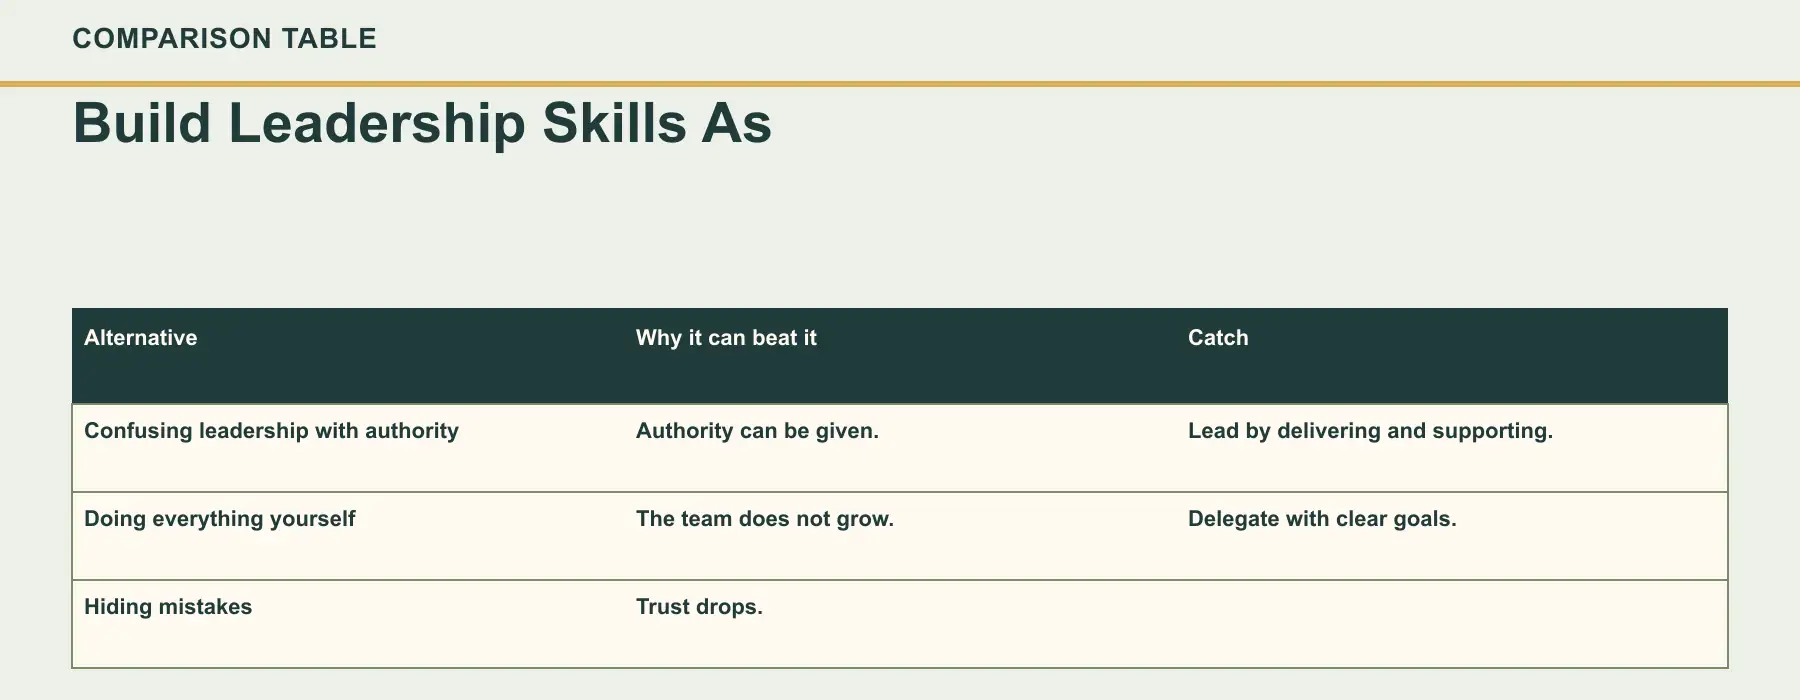 COMPARISON TABLE
Build Leadership Skills As
Alternative Why it can beat it Catch
Confusing leadership with authority Authority can be given. Lead by delivering and supporting.
Doing everything yourself The team does not grow. Delegate with clear goals.
Hiding mistakes Trust drops.